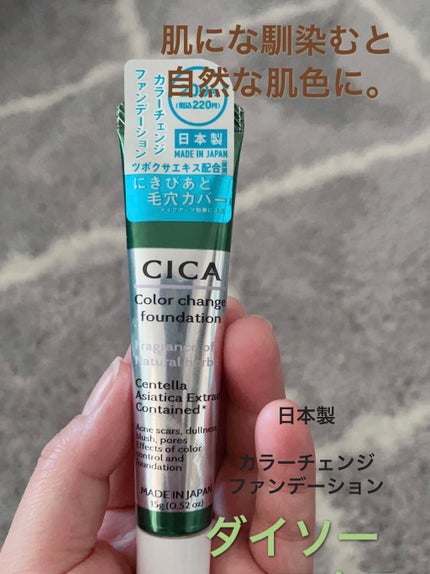 肌にな馴染むと
自然な肌色に。
カラーチェンジ
ファンデーション
(税込220円)
日本製
MADE IN JAPAN
ツボクサエキス配合
にきびあと
毛穴カバー
CICA
Color change
foundation
Fragrance of
Natural herb
Centella
Asiatica Extrac
Contained*
Acne scars, dullness
blush, pores
Effects of color
control and
foundation
MADE IN JAPAN
15g(0.52 oz)
日本製
カラーチェンジ
ファンデーション
ダイソー